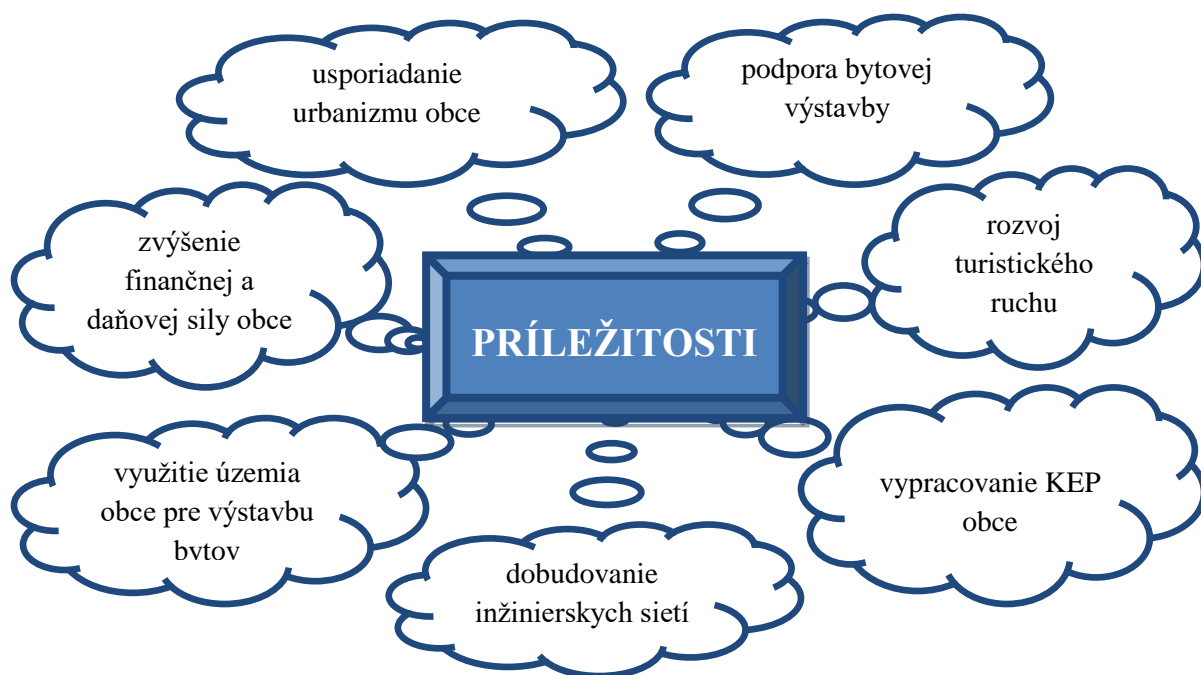 usporiadanie
urbanizmu obce
podpora bytovej
výstavby
zvýšenie
finančnej a
daňovej sily obce
rozvoj
turistického
ruchu
PRÍLEŽITOSTI
využitie územia
obce pre výstavbu
bytov
vypracovanie KEP
obce
dobudovanie
inžinierskych sietí